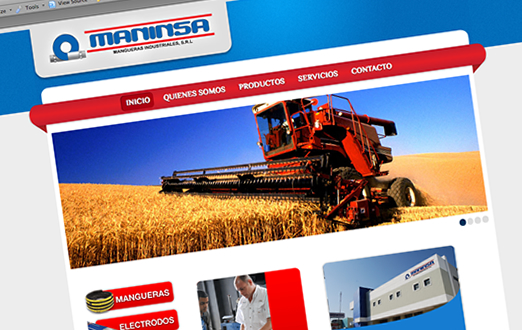 Tools
View Source
MANINSA
MANGUERAS INDUSTRIALES, S.R.L.
INICIO QUIENES SOMOS PRODUCTOS SERVICIOS CONTACTO
MANGUERAS
ELECTRODOS
MANINSA